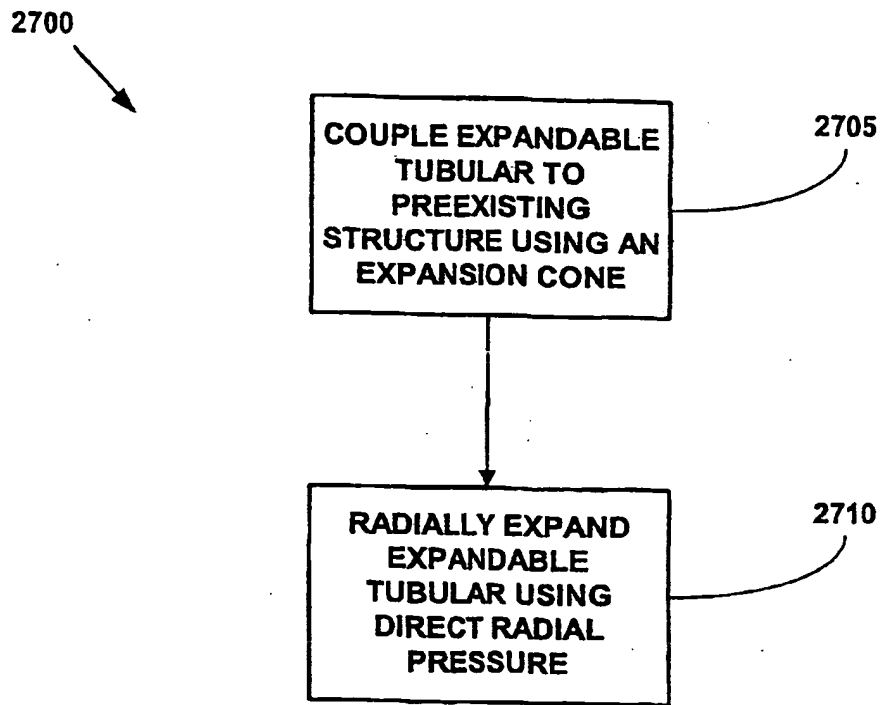 2700
COUPLE EXPANDABLE
TUBULAR TO
PREEXISTING
STRUCTURE USING AN
EXPANSION CONE
2705
RADIALLY EXPAND
EXPANDABLE
TUBULAR USING
DIRECT RADIAL
PRESSURE
2710